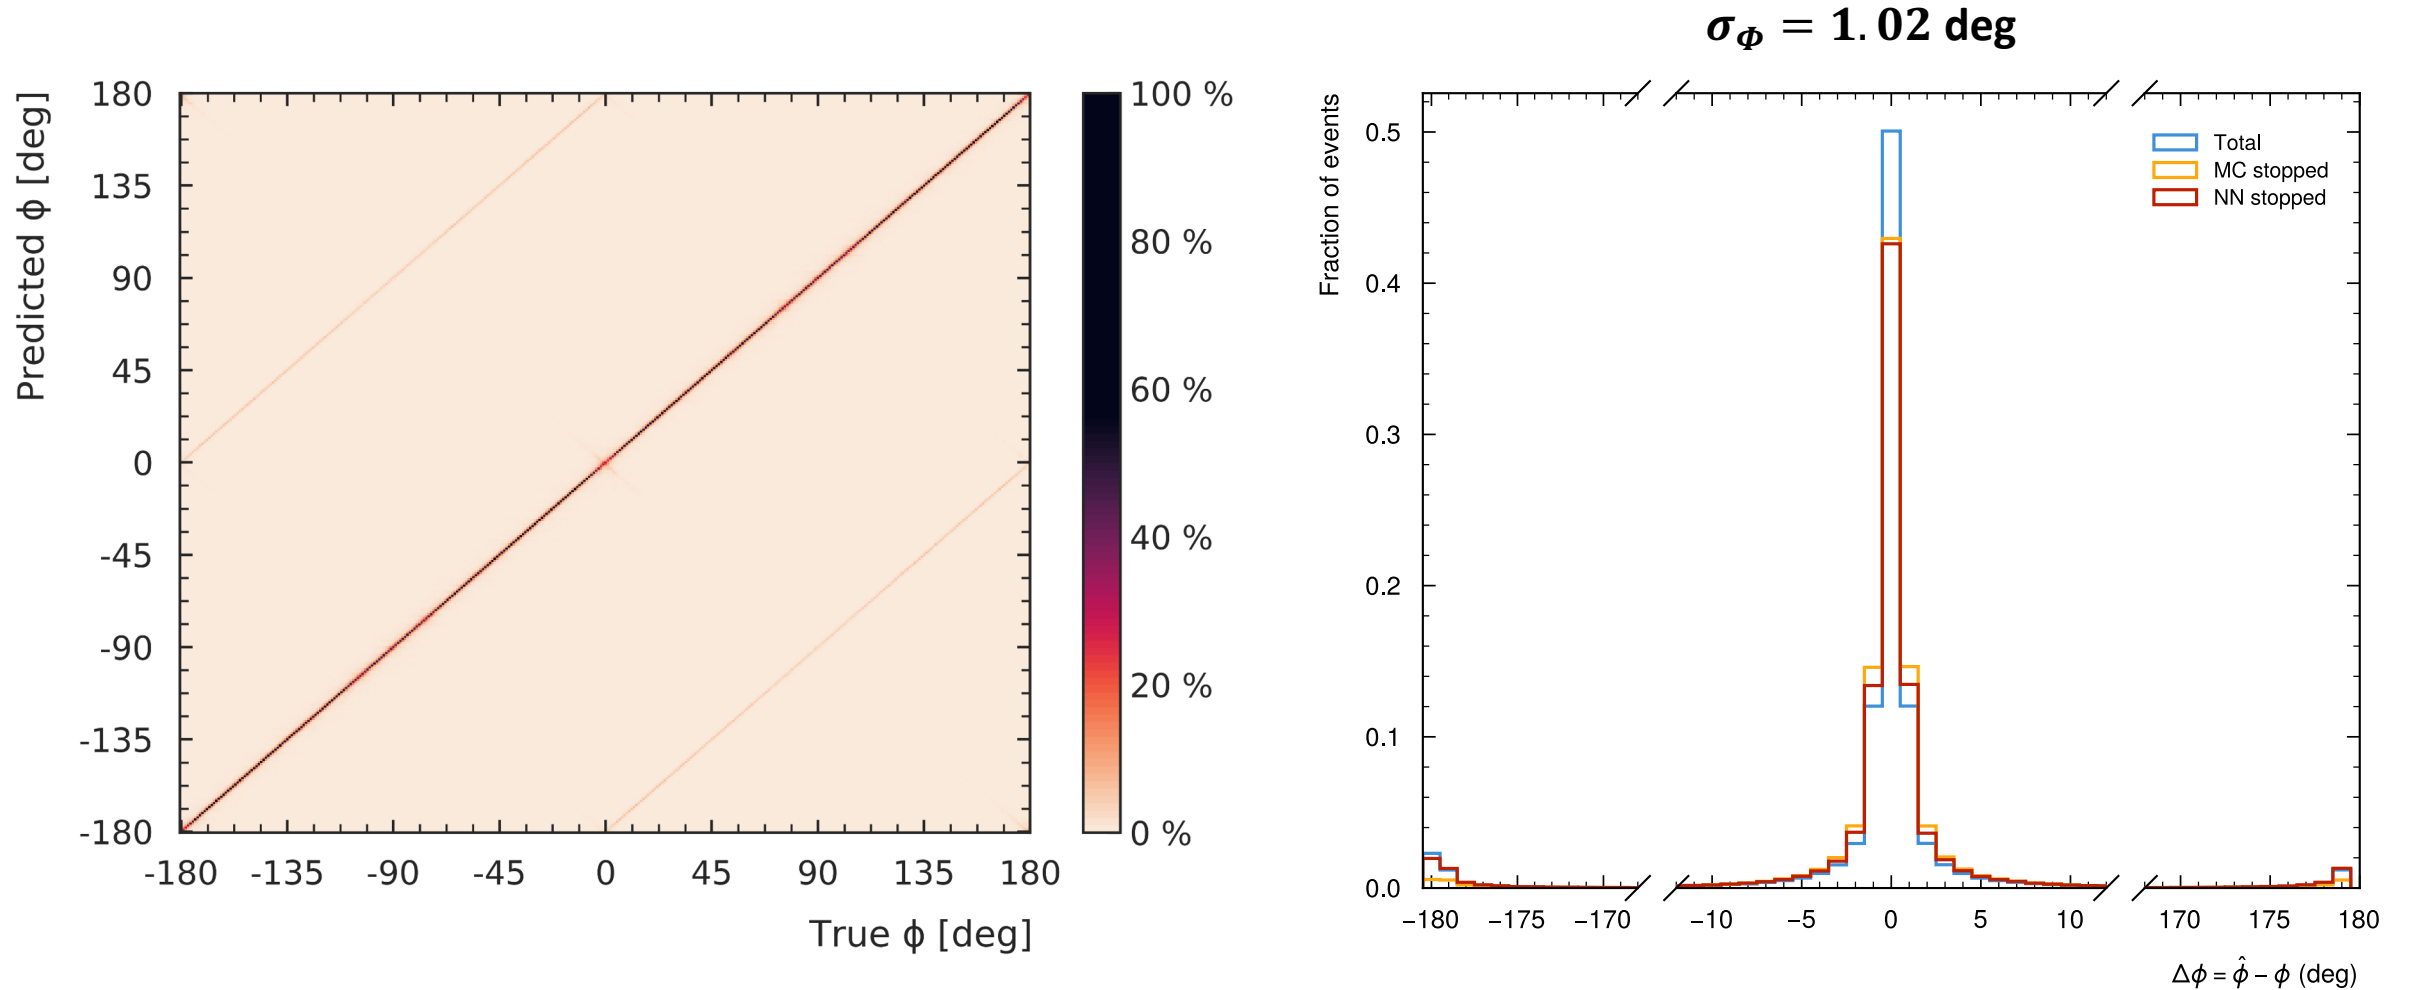 σ_Φ = 1.02 deg
Predicted ϕ [deg]
180
135
90
45
0
-45
-90
-135
-180
-180 -135 -90 -45 0 45 90 135 180
True ϕ [deg]
100 %
80 %
60 %
40 %
20 %
0 %
Fraction of events
0.5
0.4
0.3
0.2
0.1
0.0
Total
MC stopped
NN stopped
−180 −175 −170 −10 −5 0 5 10 170 175 180
Δϕ = ϕ̂ − ϕ (deg)